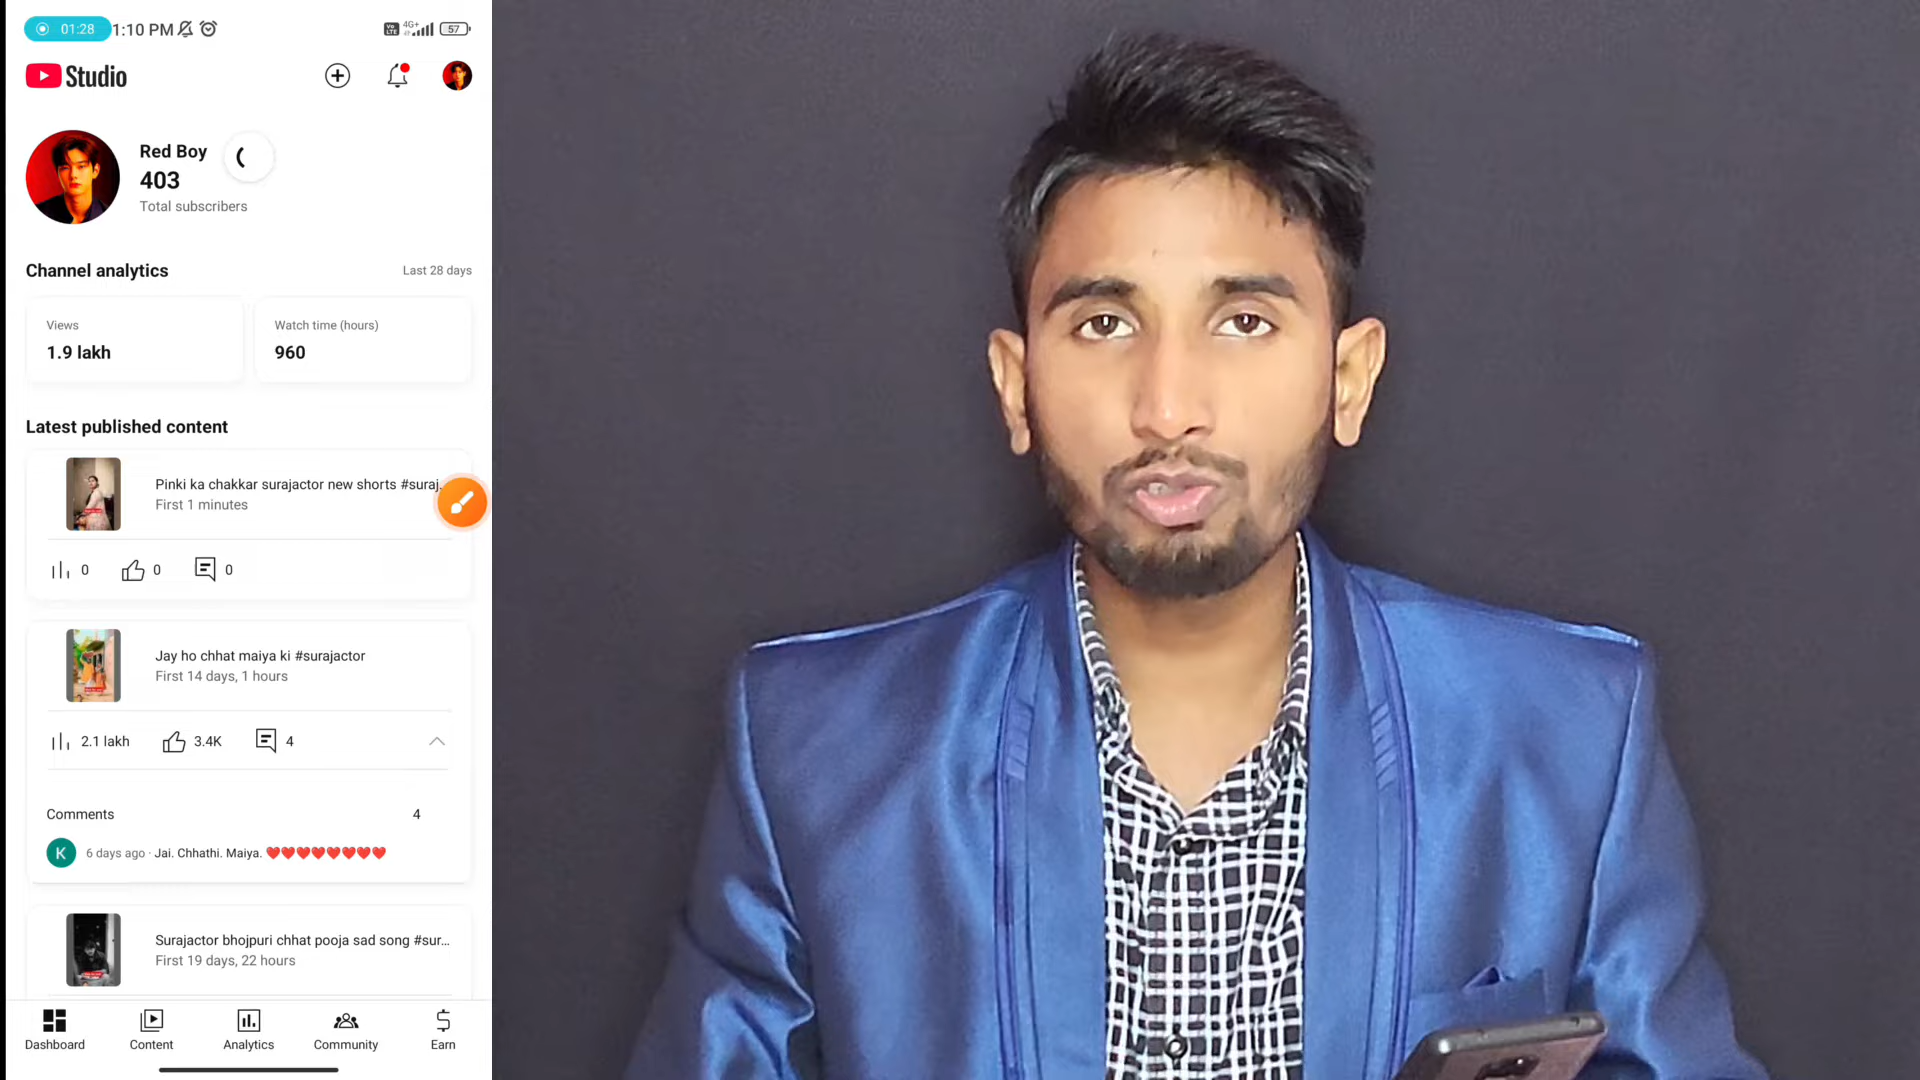 01:28 1:10 PM Vo LTE 4G+ 57
Studio
Red Boy
403
Total subscribers
Channel analytics Last 28 days
Views Watch time (hours)
1.9 lakh 960
Latest published content
Pinki ka chakkar surajactor new shorts #suraj...
First 1 minutes
0 0 0
Jay ho chhat maiya ki #surajactor
First 14 days, 1 hours
2.1 lakh 3.4K 4
Comments 4
K 6 days ago · Jai. Chhathi. Maiya. ❤️❤️❤️❤️❤️❤️❤️❤️
Surajactor bhojpuri chhat pooja sad song #sur...
First 19 days, 22 hours
Dashboard Content Analytics Community Earn